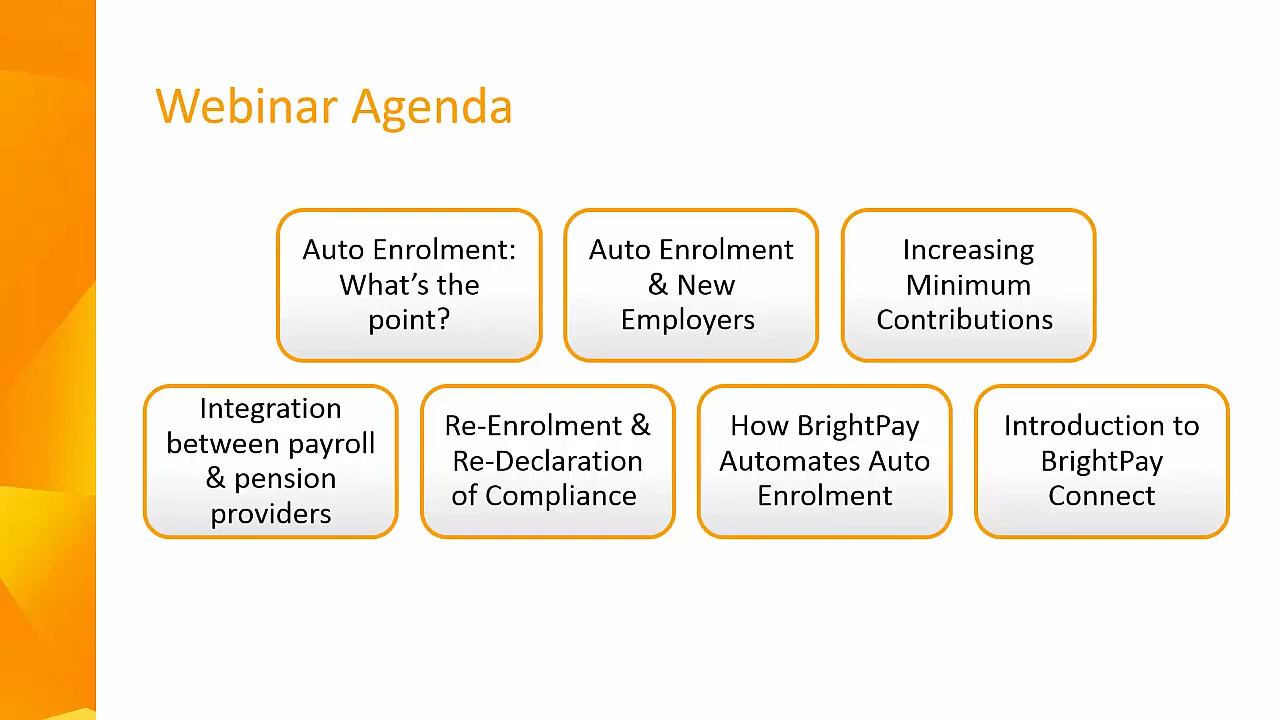 Webinar Agenda
Auto Enrolment:
What’s the
point?
Auto Enrolment
& New
Employers
Increasing
Minimum
Contributions
Integration
between payroll
& pension
providers
Re-Enrolment &
Re-Declaration
of Compliance
How BrightPay
Automates Auto
Enrolment
Introduction to
BrightPay
Connect